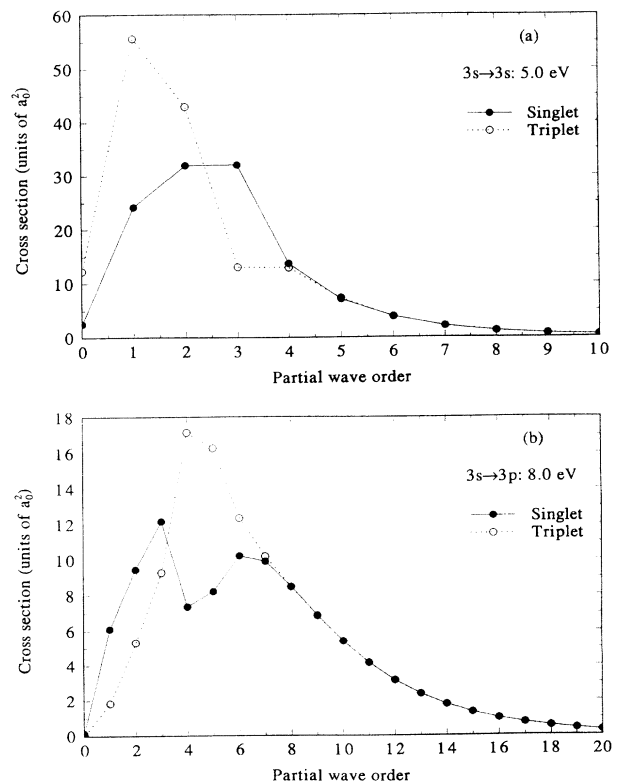 (a)
3s→3s: 5.0 eV
Singlet
Triplet
Cross section (units of a₀²)
60
50
40
30
20
10
0
0 1 2 3 4 5 6 7 8 9 10
Partial wave order
(b)
3s→3p: 8.0 eV
Singlet
Triplet
Cross section (units of a₀²)
18
16
14
12
10
8
6
4
2
0
0 2 4 6 8 10 12 14 16 18 20
Partial wave order